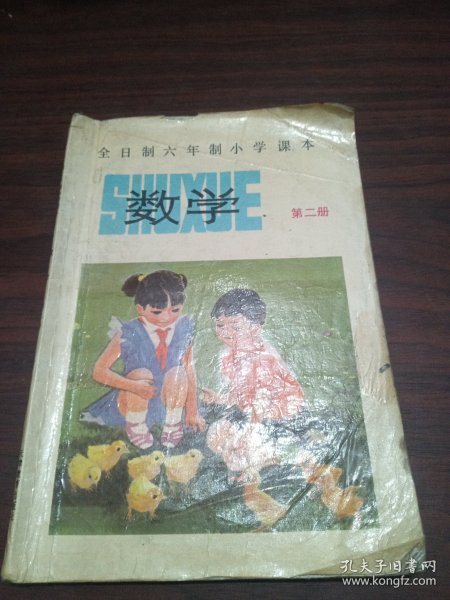 全日制六年制小学课本
SHUXUE
数学
第二册
孔夫子旧书网
www.kongfz.com